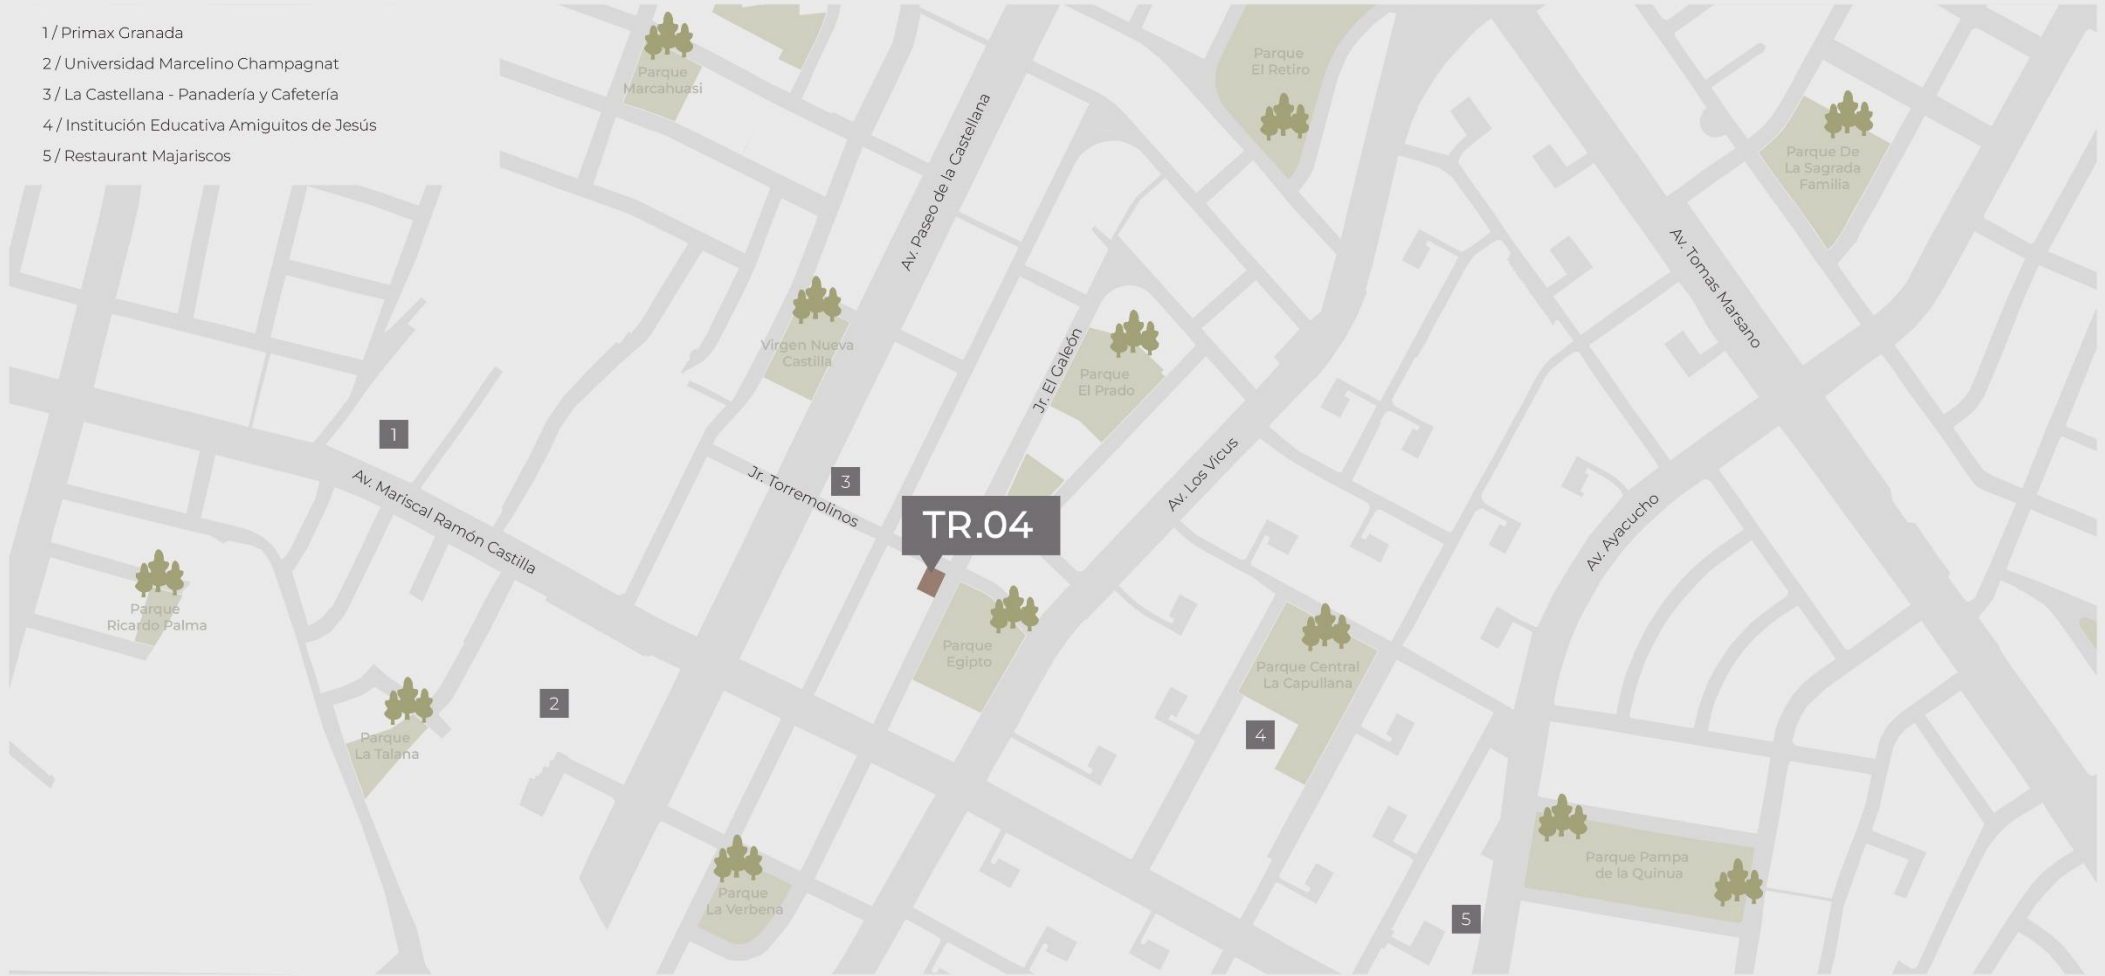 1 / Primax Granada
2 / Universidad Marcelino Champagnat
3 / La Castellana - Panadería y Cafetería
4 / Institución Educativa Amiguitos de Jesús
5 / Restaurant Majariscos
Parque
Marcahuasi
Parque
El Retiro
Parque De
La Sagrada
Familia
Av. Paseo de la Castellana
Av. Tomas Marsano
Virgen Nueva
Castilla
Jr. El Galeón
Parque
El Prado
1
Av. Mariscal Ramón Castilla
Jr. Torremolinos
3
TR.04
Av. Los Vicus
Av. Ayacucho
Parque
Ricardo Palma
Parque
Egipto
Parque Central
La Capullana
2
4
Parque
La Talana
Parque
La Verbena
Parque Pampa
de la Quinua
5